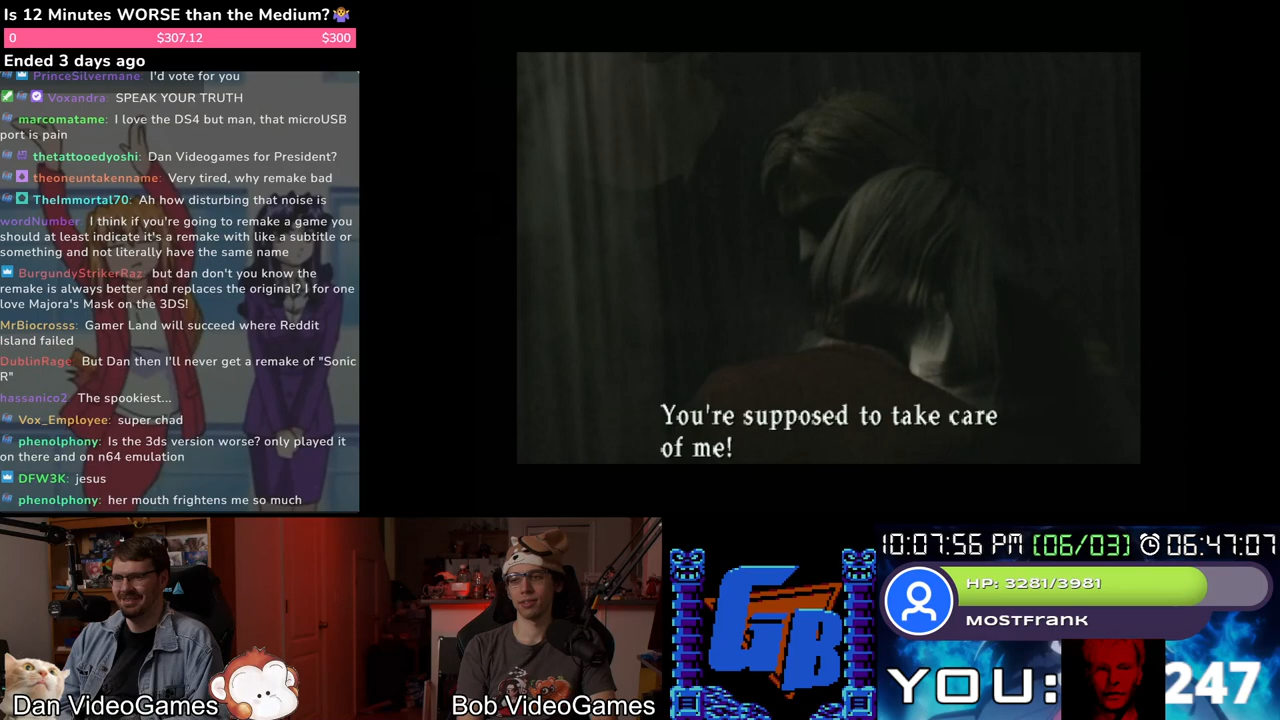 Is 12 Minutes WORSE than the Medium?🤷
0 $307.12 $300
Ended 3 days ago
PrinceSilvermane: I'd vote for you
Voxandra: SPEAK YOUR TRUTH
marcomatame: I love the DS4 but man, that microUSB
port is pain
thetattooedyoshi: Dan Videogames for President?
theoneuntakenname: Very tired, why remake bad
TheImmortal70: Ah how disturbing that noise is
wordNumber: I think if you're going to remake a game you
should at least indicate it's a remake with like a subtitle or
something and not literally have the same name
BurgundyStrikerRaz: but dan don't you know the
remake is always better and replaces the original? I for one
love Majora's Mask on the 3DS!
MrBiocrosss: Gamer Land will succeed where Reddit
Island failed
DublinRage: But Dan then I'll never get a remake of "Sonic
R"
hassanico2: The spookiest...
Vox_Employee: super chad
phenolphony: Is the 3ds version worse? only played it
on there and on n64 emulation
DFW3K: jesus
phenolphony: her mouth frightens me so much
You're supposed to take care
of me!
Dan VideoGames
Bob VideoGames
GB
10:07:56 PM [06/03] 06:47:07
HP: 3281/3981
MOSTFRANK
YOU: 247